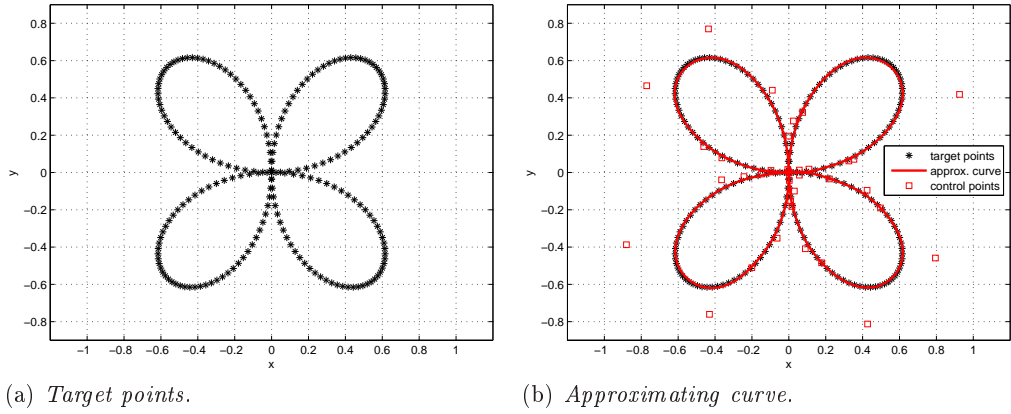 0.8
0.6
0.4
0.2
0
−0.2
−0.4
−0.6
−0.8
y
−1 −0.8 −0.6 −0.4 −0.2 0 0.2 0.4 0.6 0.8 1
x
(a) Target points.
0.8
0.6
0.4
0.2
0
−0.2
−0.4
−0.6
−0.8
y
target points
approx. curve
control points
−1 −0.8 −0.6 −0.4 −0.2 0 0.2 0.4 0.6 0.8 1
x
(b) Approximating curve.